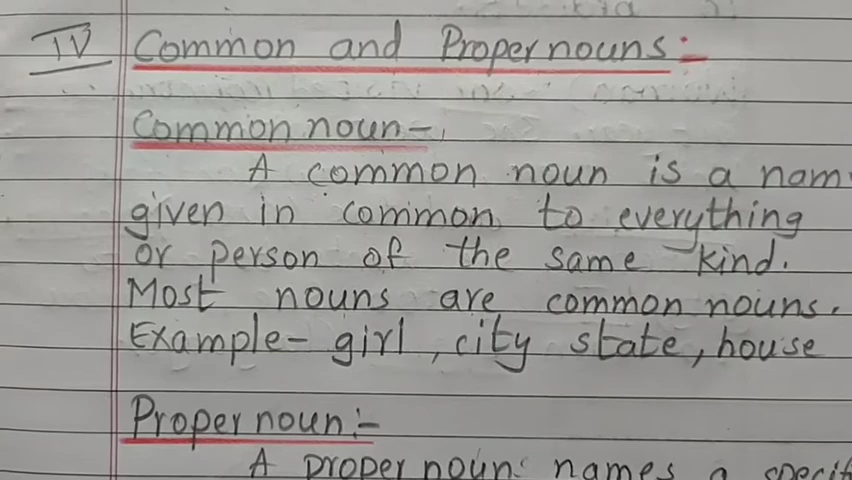 IV Common and Proper nouns:-
Common noun-
A common noun is a nam
given in common to everything
or person of the same kind.
Most nouns are common nouns.
Example- girl, city state, house
Proper noun:-
A proper noun names a specif